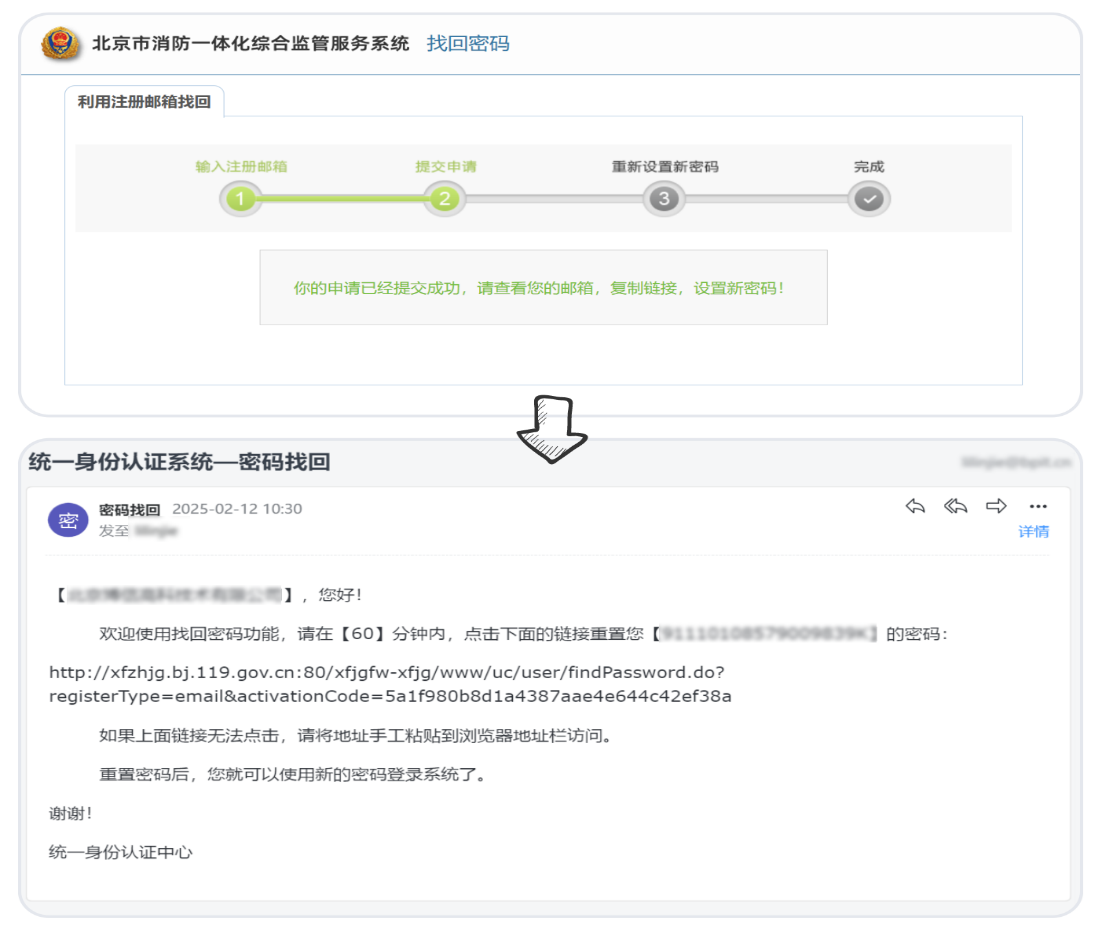 北京市消防一体化综合监管服务系统 找回密码
利用注册邮箱找回
输入注册邮箱 提交申请 重新设置新密码 完成
1 2 3
你的申请已经提交成功，请查看您的邮箱，复制链接，设置新密码！
统一身份认证系统—密码找回
密 密码找回 2025-02-12 10:30
发至
详情
【】，您好！
欢迎使用找回密码功能，请在【60】分钟内，点击下面的链接重置您【】的密码：
http://xfzhjg.bj.119.gov.cn:80/xfjgfw-xfjg/www/uc/user/findPassword.do?
registerType=email&activationCode=5a1f980b8d1a4387aae4e644c42ef38a
如果上面链接无法点击，请将地址手工粘贴到浏览器地址栏访问。
重置密码后，您就可以使用新的密码登录系统了。
谢谢！
统一身份认证中心